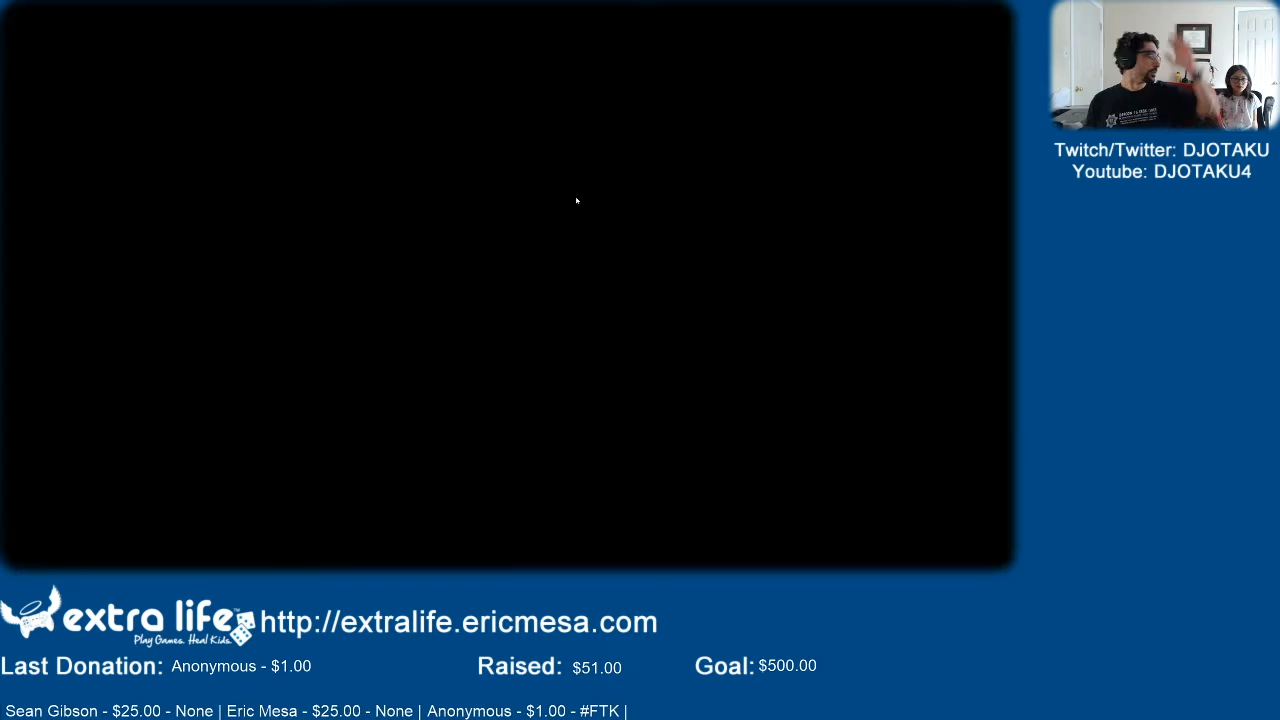 Twitch/Twitter: DJOTAKU
Youtube: DJOTAKU4
extra life
Play Games. Heal Kids.
http://extralife.ericmesa.com
Last Donation: Anonymous - $1.00
Raised: $51.00
Goal: $500.00
Sean Gibson - $25.00 - None | Eric Mesa - $25.00 - None | Anonymous - $1.00 - #FTK |